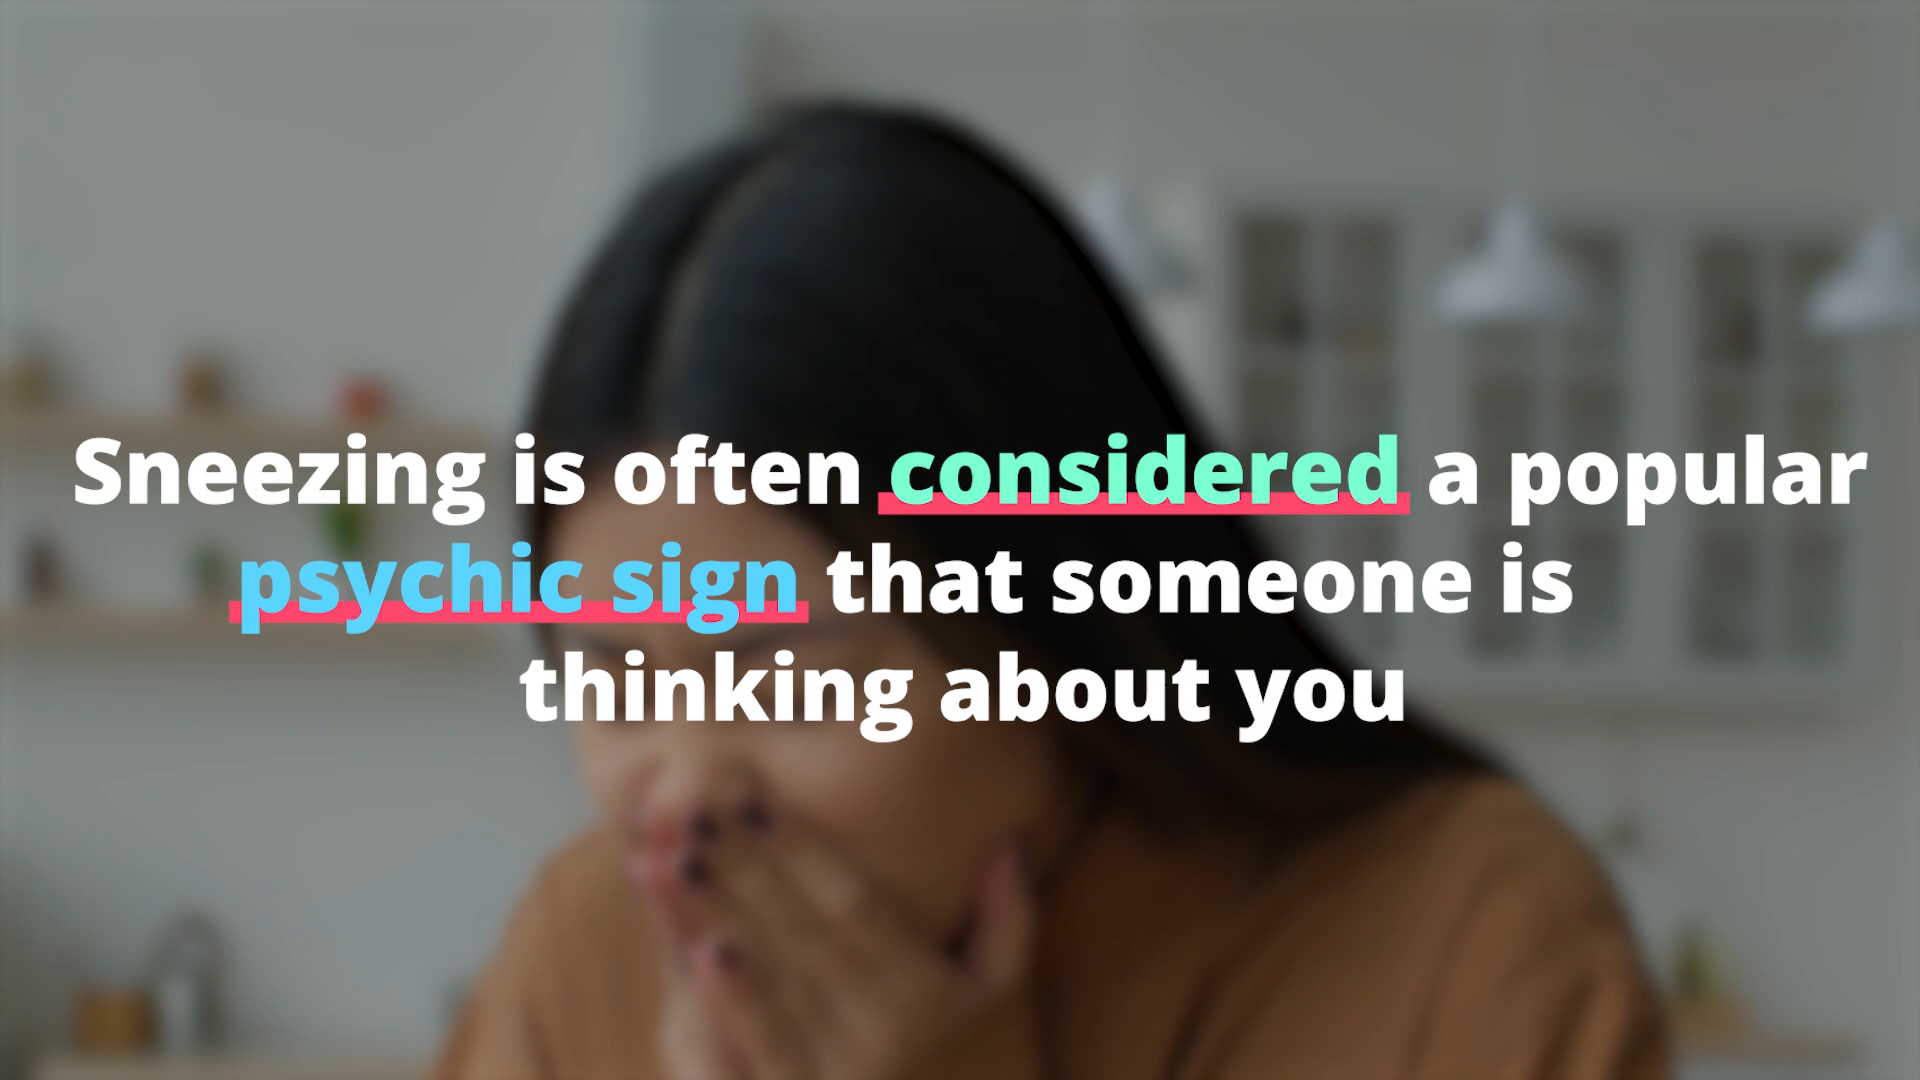 Sneezing is often considered a popular
psychic sign that someone is
thinking about you